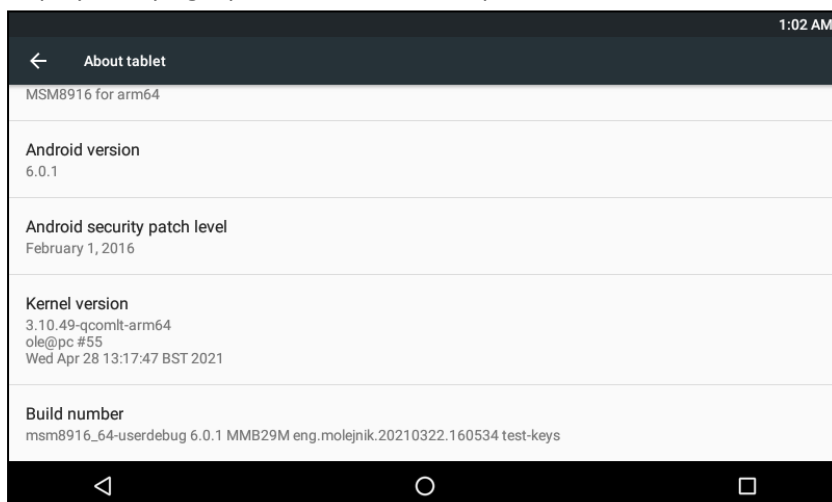 1:02 AM
About tablet
MSM8916 for arm64
Android version
6.0.1
Android security patch level
February 1, 2016
Kernel version
3.10.49-qcomlt-arm64
ole@pc #55
Wed Apr 28 13:17:47 BST 2021
Build number
msm8916_64-userdebug 6.0.1 MMB29M eng.molejnik.20210322.160534 test-keys